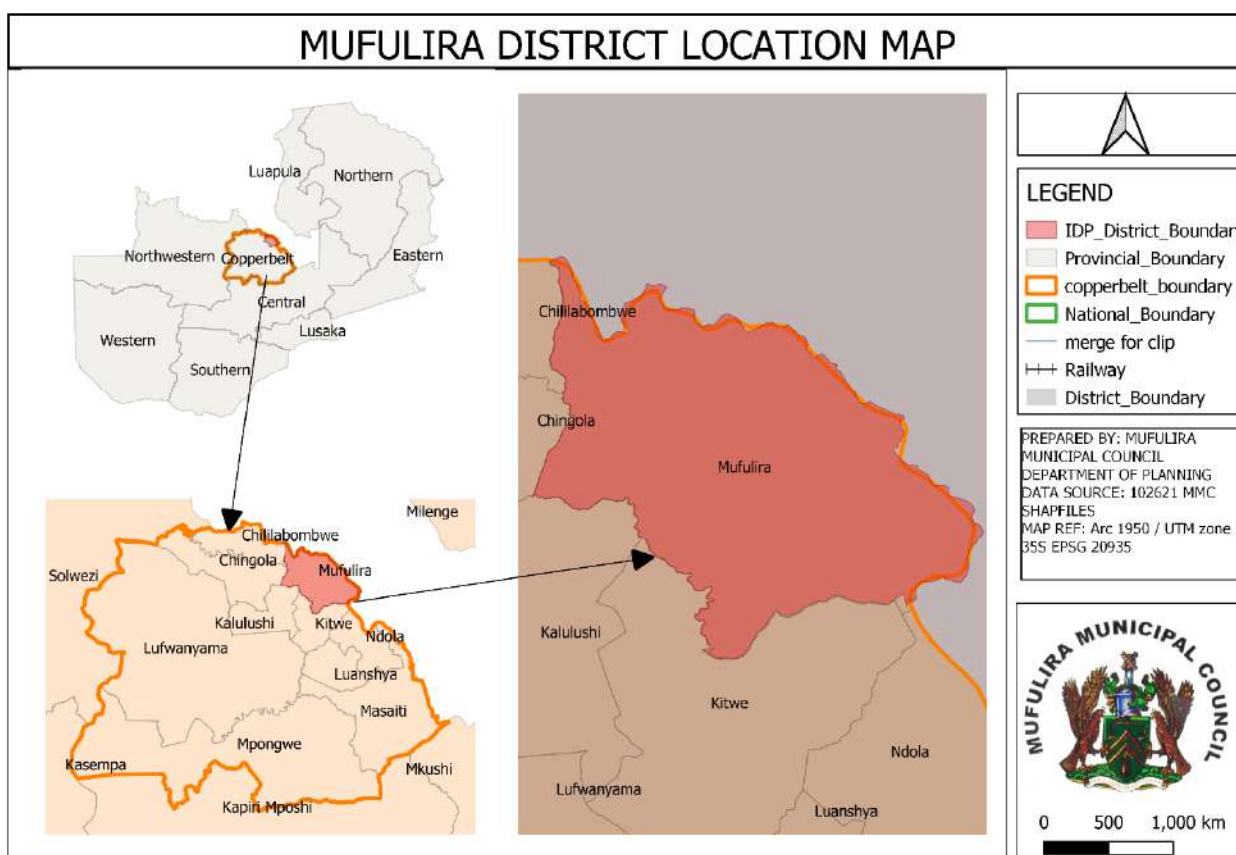 MUFULIRA DISTRICT LOCATION MAP
Luapula
Northern
Northwestern
Copperbelt
Eastern
Central
Lusaka
Western
Southern
Milenge
Chililabombwe
Chingola
Mufulira
Solwezi
Kalulushi
Kitwe
Ndola
Lufwanyama
Luanshya
Masaiti
Mpongwe
Kasempa
Mkushi
Kapiri Mposhi
Chililabombwe
Chingola
Mufulira
Kalulushi
Kitwe
Ndola
Lufwanyama
Luanshya
LEGEND
IDP_District_Boundar
Provincial_Boundary
copperbelt_boundary
National_Boundary
merge for clip
Railway
District_Boundary
PREPARED BY: MUFULIRA
MUNICIPAL COUNCIL
DEPARTMENT OF PLANNING
DATA SOURCE: 102621 MMC
SHAPFILES
MAP REF: Arc 1950 / UTM zone
35S EPSG 20935
MUFULIRA MUNICIPAL COUNCIL
0 500 1,000 km